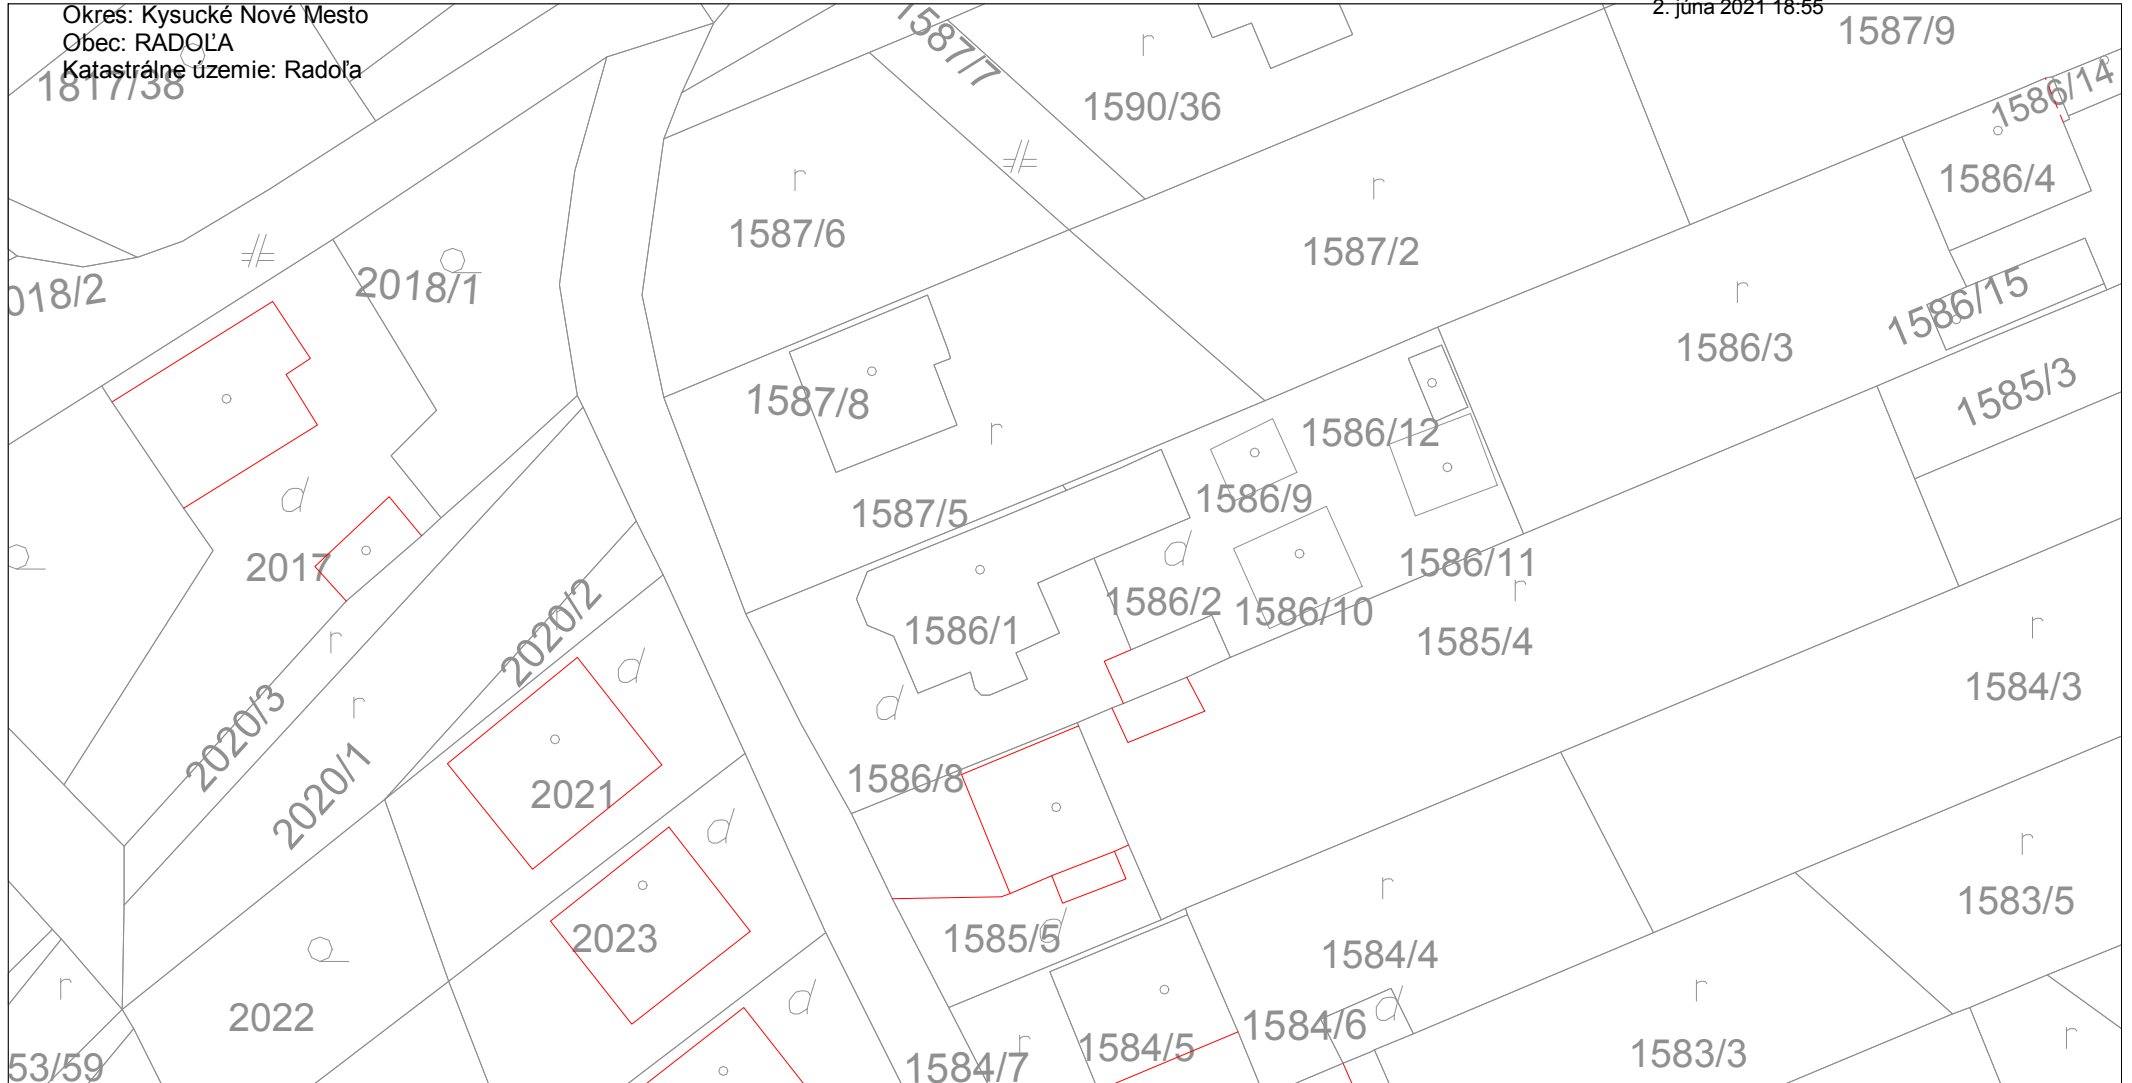 Okres: Kysucké Nové Mesto
2. júna 2021 18:55
Obec: RADOĽA
Katastrálne územie: Radoľa
1817/38
1587/7
1587/9
r
1590/36
1586/14
r
1587/6
r
1587/2
1586/4
018/2
2018/1
r
1586/3
1586/15
1585/3
1587/8
r
1586/12
1587/5
1586/9
d
2017
d
1586/11
r
1586/2
1586/10
1586/1
1585/4
r
2020/2
r
d
r
1584/3
2020/3
r
d
2020/1
1586/8
2021
d
r
1583/5
r
2023
1585/5
d
1584/4
r
2022
d
r
d
1584/6
1584/5
r
1584/7
1583/3
r
53/59